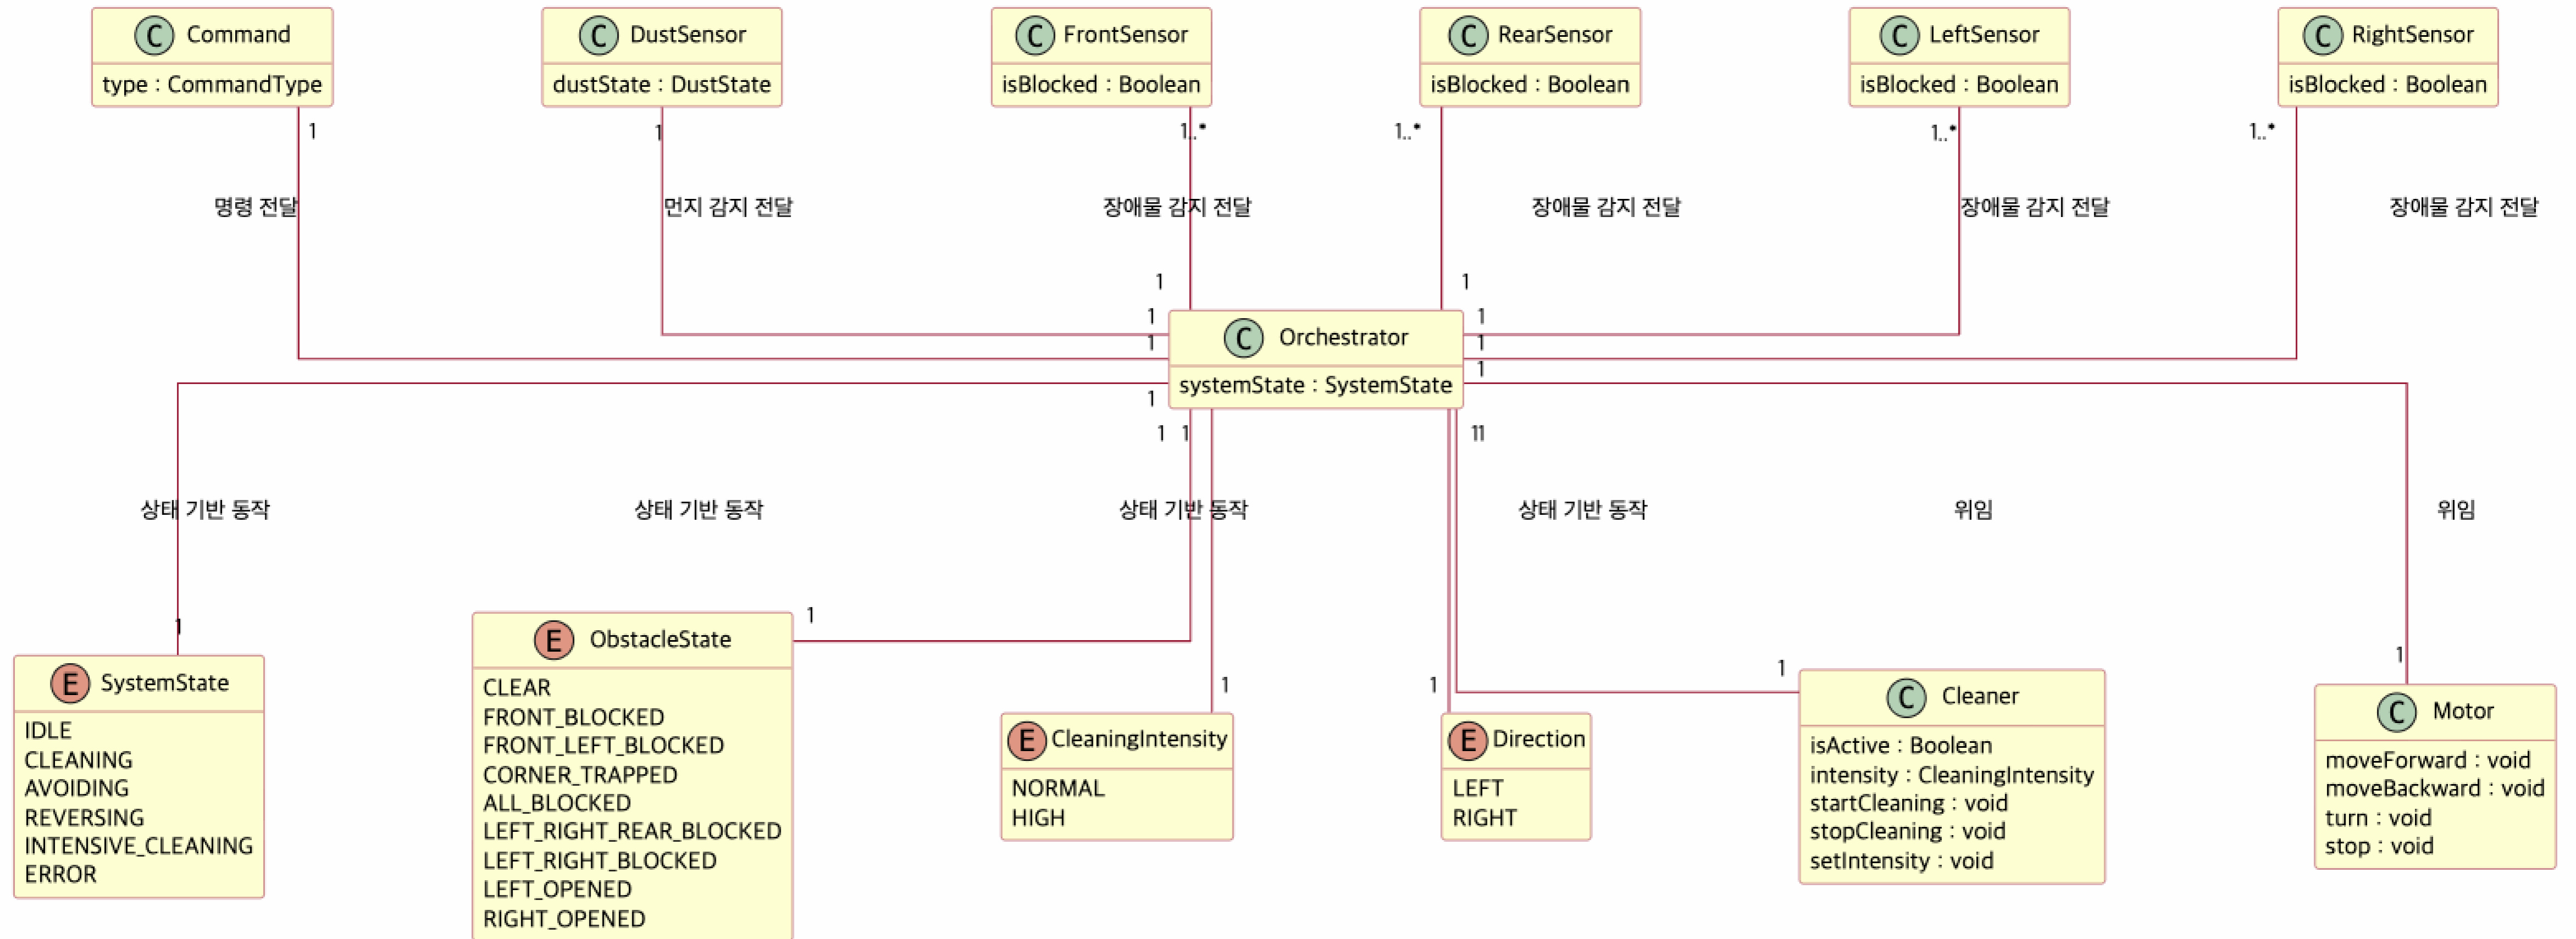 C Command
type : CommandType
C DustSensor
dustState : DustState
C FrontSensor
isBlocked : Boolean
C RearSensor
isBlocked : Boolean
C LeftSensor
isBlocked : Boolean
C RightSensor
isBlocked : Boolean
1
1
1..*
1..*
1..*
1..*
명령 전달
먼지 감지 전달
장애물 감지 전달
장애물 감지 전달
장애물 감지 전달
장애물 감지 전달
1
1
1
1
1
1
1
1
C Orchestrator
systemState : SystemState
1
1
1
11
상태 기반 동작
상태 기반 동작
상태 기반 동작
상태 기반 동작
위임
위임
1
1
1
1
1
1
E SystemState
IDLE
CLEANING
AVOIDING
REVERSING
INTENSIVE_CLEANING
ERROR
E ObstacleState
CLEAR
FRONT_BLOCKED
FRONT_LEFT_BLOCKED
CORNER_TRAPPED
ALL_BLOCKED
LEFT_RIGHT_REAR_BLOCKED
LEFT_RIGHT_BLOCKED
LEFT_OPENED
RIGHT_OPENED
E CleaningIntensity
NORMAL
HIGH
E Direction
LEFT
RIGHT
C Cleaner
isActive : Boolean
intensity : CleaningIntensity
startCleaning : void
stopCleaning : void
setIntensity : void
C Motor
moveForward : void
moveBackward : void
turn : void
stop : void